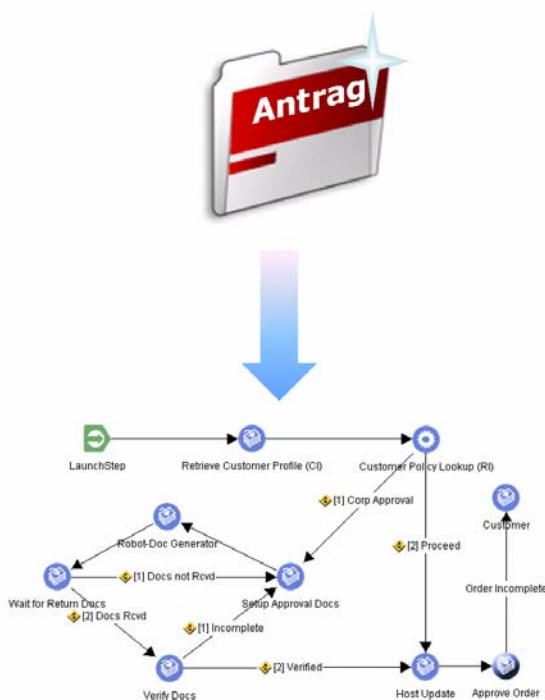 Antrag
LaunchStep
Retrieve Customer Profile (CI)
Customer Policy Lookup (RI)
[1] Corp Approval
Customer
Robot-Doc Generator
[2] Proceed
[1] Docs not Rcvd
Order Incomplete
Wait for Return Docs
Setup Approval Docs
[2] Docs Rcvd
[1] Incomplete
[2] Verified
Verify Docs
Host Update
Approve Order